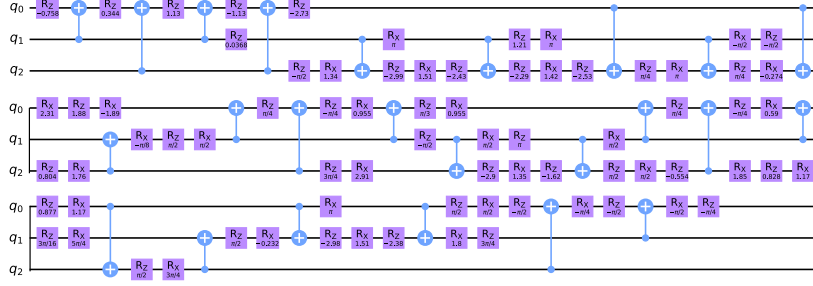 q0 RZ -0.758 RZ 0.344 RZ 1.13 RZ -1.13 RZ -2.73
q1 RZ 0.0368 RX π RZ 1.21 RX π RX -π/2 RZ -π/2
q2 RZ -π/2 RX 1.34 RZ -2.99 RX 1.51 RZ -2.43 RZ -2.29 RX 1.42 RZ -2.53 RZ π/4 RX π RZ π/4 RX -0.274
q0 RX 2.31 RZ 1.88 RX -1.89 RZ π/4 RZ -π/4 RX 0.955 RZ π/3 RX 0.955 RZ π/4 RZ -π/4 RX 0.59
q1 RX -π/8 RZ π/2 RX π/2 RZ -π/2 RX π/2 RZ π RX π/2
q2 RZ 0.804 RX 1.76 RZ 3π/4 RX 2.91 RZ -2.9 RX 1.35 RZ -1.62 RZ π/2 RX π/2 RZ -0.554 RX 1.85 RZ 0.828 RX 1.17
q0 RZ 0.877 RX 1.17 RX π RZ π/2 RX π/2 RZ -π/2 RX -π/4 RZ -π/2 RX -π/2 RZ -π/4
q1 RZ 3π/16 RX 5π/4 RZ π/2 RX -0.232 RZ -2.98 RX 1.51 RZ -2.38 RX 1.8 RZ 3π/4
q2 RZ π/2 RX 3π/4